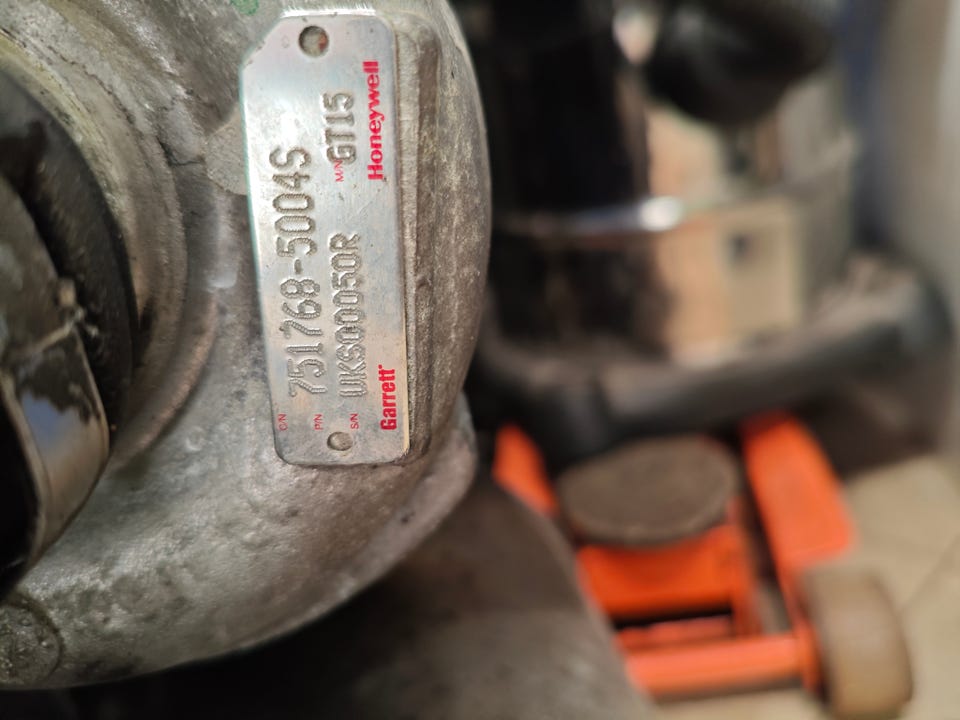 C/N
P/N 751768-5004S
S/N UKS00050R M/N GT15
Garrett Honeywell